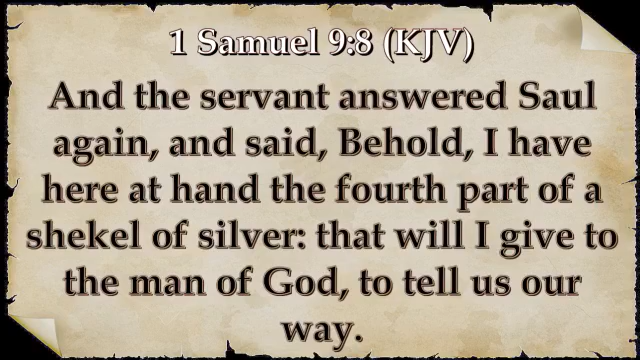 1 Samuel 9:8 (KJV)
And the servant answered Saul
again, and said, Behold, I have
here at hand the fourth part of a
shekel of silver: that will I give to
the man of God, to tell us our
way.